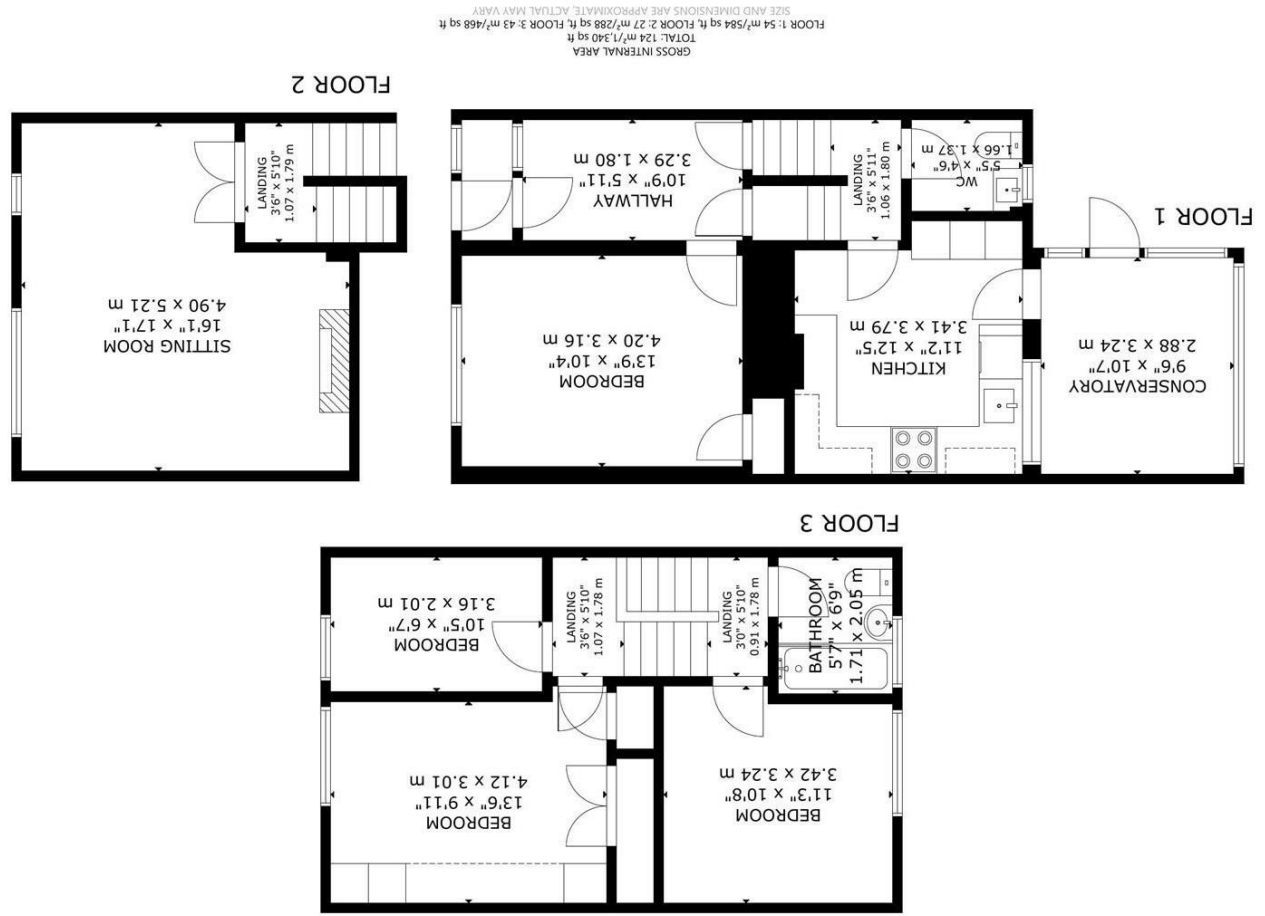 BEDROOM
11'3" x 10'8"
3.42 x 3.24 m
BEDROOM
13'6" x 9'11"
4.12 x 3.01 m
BATHROOM
5'7" x 6'9"
1.71 x 2.05 m
LANDING
3'0" x 5'10"
0.91 x 1.78 m
LANDING
3'6" x 5'10"
1.07 x 1.78 m
BEDROOM
10'5" x 6'7"
3.16 x 2.01 m
FLOOR 3
CONSERVATORY
9'6" x 10'7"
2.88 x 3.24 m
KITCHEN
11'2" x 12'5"
3.41 x 3.79 m
BEDROOM
13'9" x 10'4"
4.20 x 3.16 m
FLOOR 1
WC
5'5" x 4'6"
1.66 x 1.37 m
LANDING
3'6" x 5'11"
1.06 x 1.80 m
HALLWAY
10'9" x 5'11"
3.29 x 1.80 m
SITTING ROOM
16'1" x 17'1"
4.90 x 5.21 m
LANDING
3'6" x 5'10"
1.07 x 1.79 m
FLOOR 2
GROSS INTERNAL AREA
TOTAL: 124 m²/1,340 sq ft
FLOOR 1: 54 m²/584 sq ft, FLOOR 2: 27 m²/288 sq ft, FLOOR 3: 43 m²/468 sq ft
SIZE AND DIMENSIONS ARE APPROXIMATE, ACTUAL MAY VARY